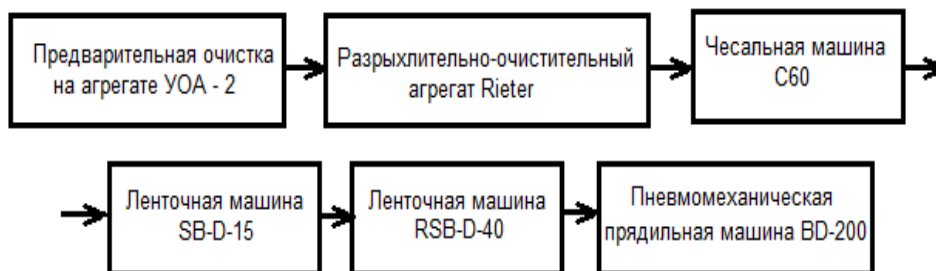 Предварительная очистка
на агрегате УОА - 2
Разрыхлительно-очистительный
агрегат Rieter
Чесальная машина
С60
Ленточная машина
SB-D-15
Ленточная машина
RSB-D-40
Пневмомеханическая
прядильная машина BD-200